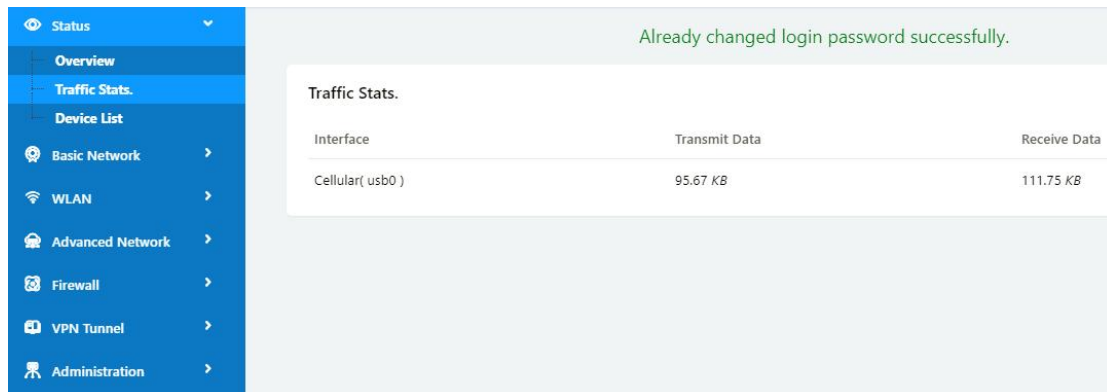 Status
Overview
Traffic Stats.
Device List
Basic Network
WLAN
Advanced Network
Firewall
VPN Tunnel
Administration
Already changed login password successfully.
Traffic Stats.
Interface Transmit Data Receive Data
Cellular( usb0 ) 95.67 KB 111.75 KB